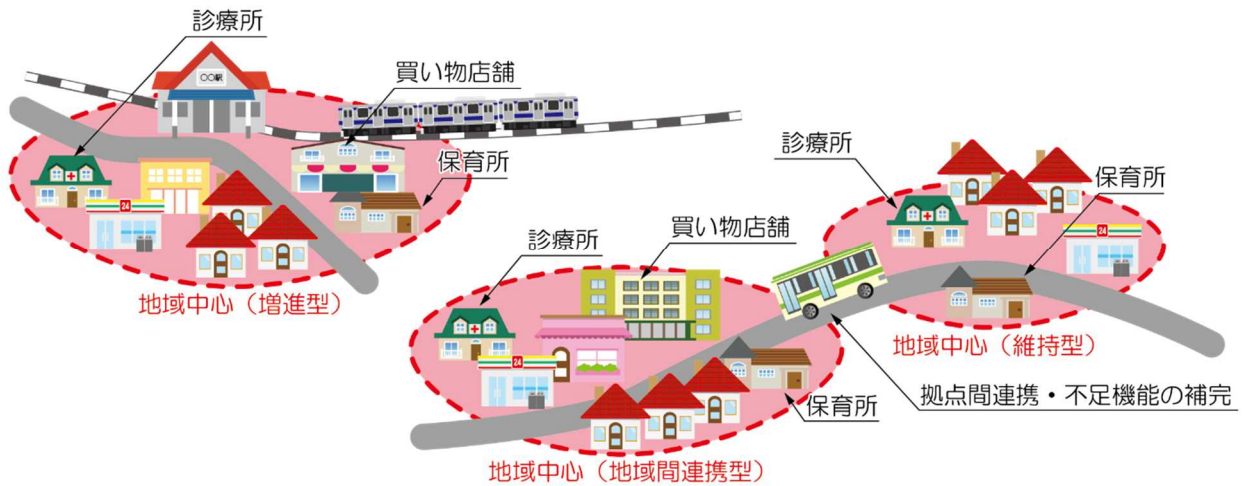 診療所
〇〇駅
買い物店舗
保育所
24
地域中心（増進型）
診療所
買い物店舗
24
保育所
地域中心（地域間連携型）
診療所
保育所
24
地域中心（維持型）
拠点間連携・不足機能の補完